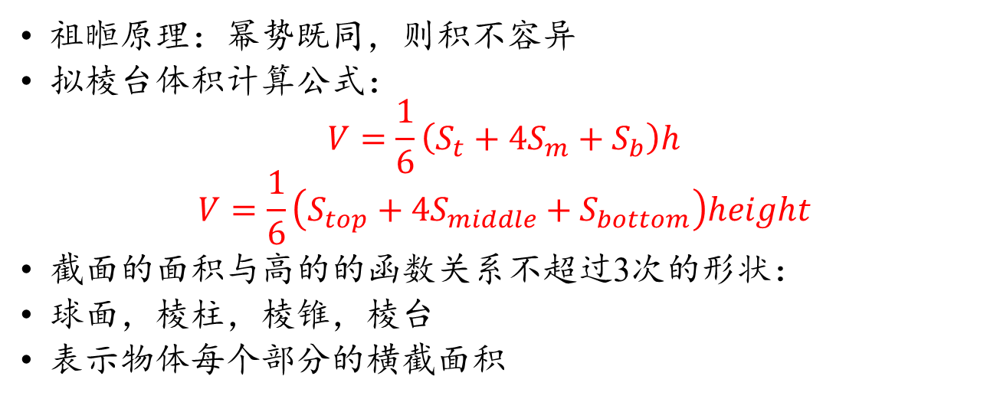 • 祖暅原理：幂势既同，则积不容异
• 拟棱台体积计算公式：
V = \frac{1}{6}(S_t + 4S_m + S_b)h
V = \frac{1}{6}(S_{top} + 4S_{middle} + S_{bottom})height
• 截面的面积与高的的函数关系不超过3次的形状：
• 球面，棱柱，棱锥，棱台
• 表示物体每个部分的横截面积